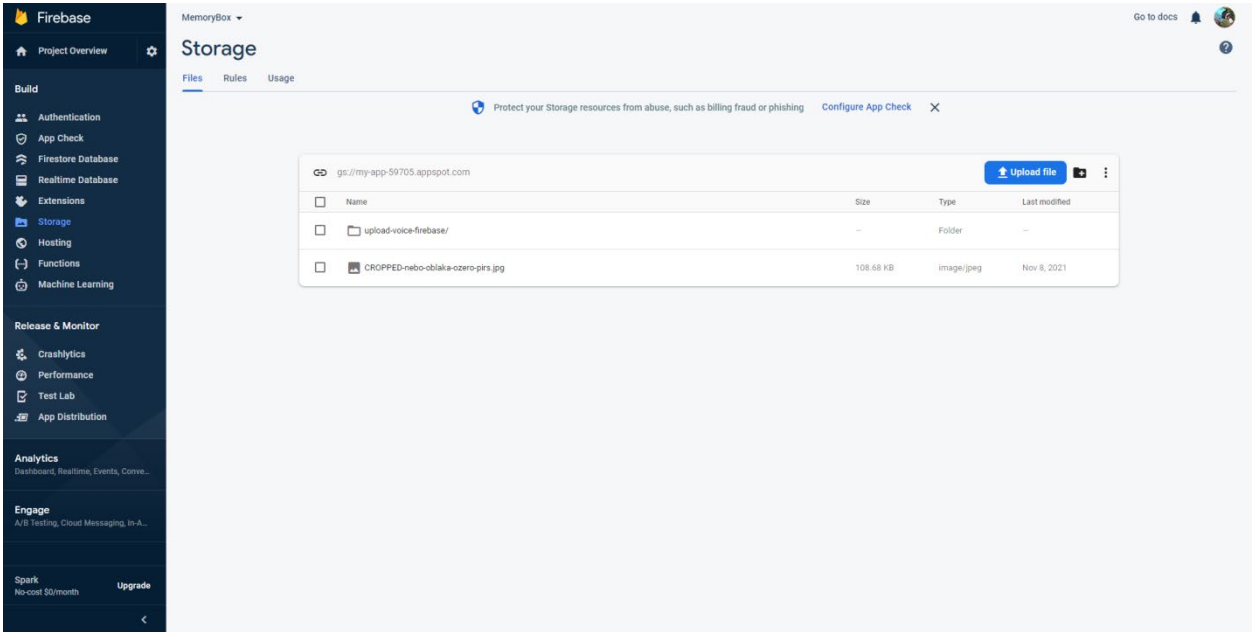 Firebase
Project Overview
Build
Authentication
App Check
Firestore Database
Realtime Database
Extensions
Storage
Hosting
Functions
Machine Learning
Release & Monitor
Crashlytics
Performance
Test Lab
App Distribution
Analytics
Dashboard, Realtime, Events, Conve...
Engage
A/B Testing, Cloud Messaging, In-A...
Spark
No-cost $0/month
Upgrade
MemoryBox
Go to docs
Storage
Files Rules Usage
Protect your Storage resources from abuse, such as billing fraud or phishing Configure App Check
gs://my-app-59705.appspot.com
Upload file
Name Size Type Last modified
upload-voice-firebase/ — Folder —
CROPPED-nebo-oblaka-ozero-pirs.jpg 108.68 KB image/jpeg Nov 8, 2021